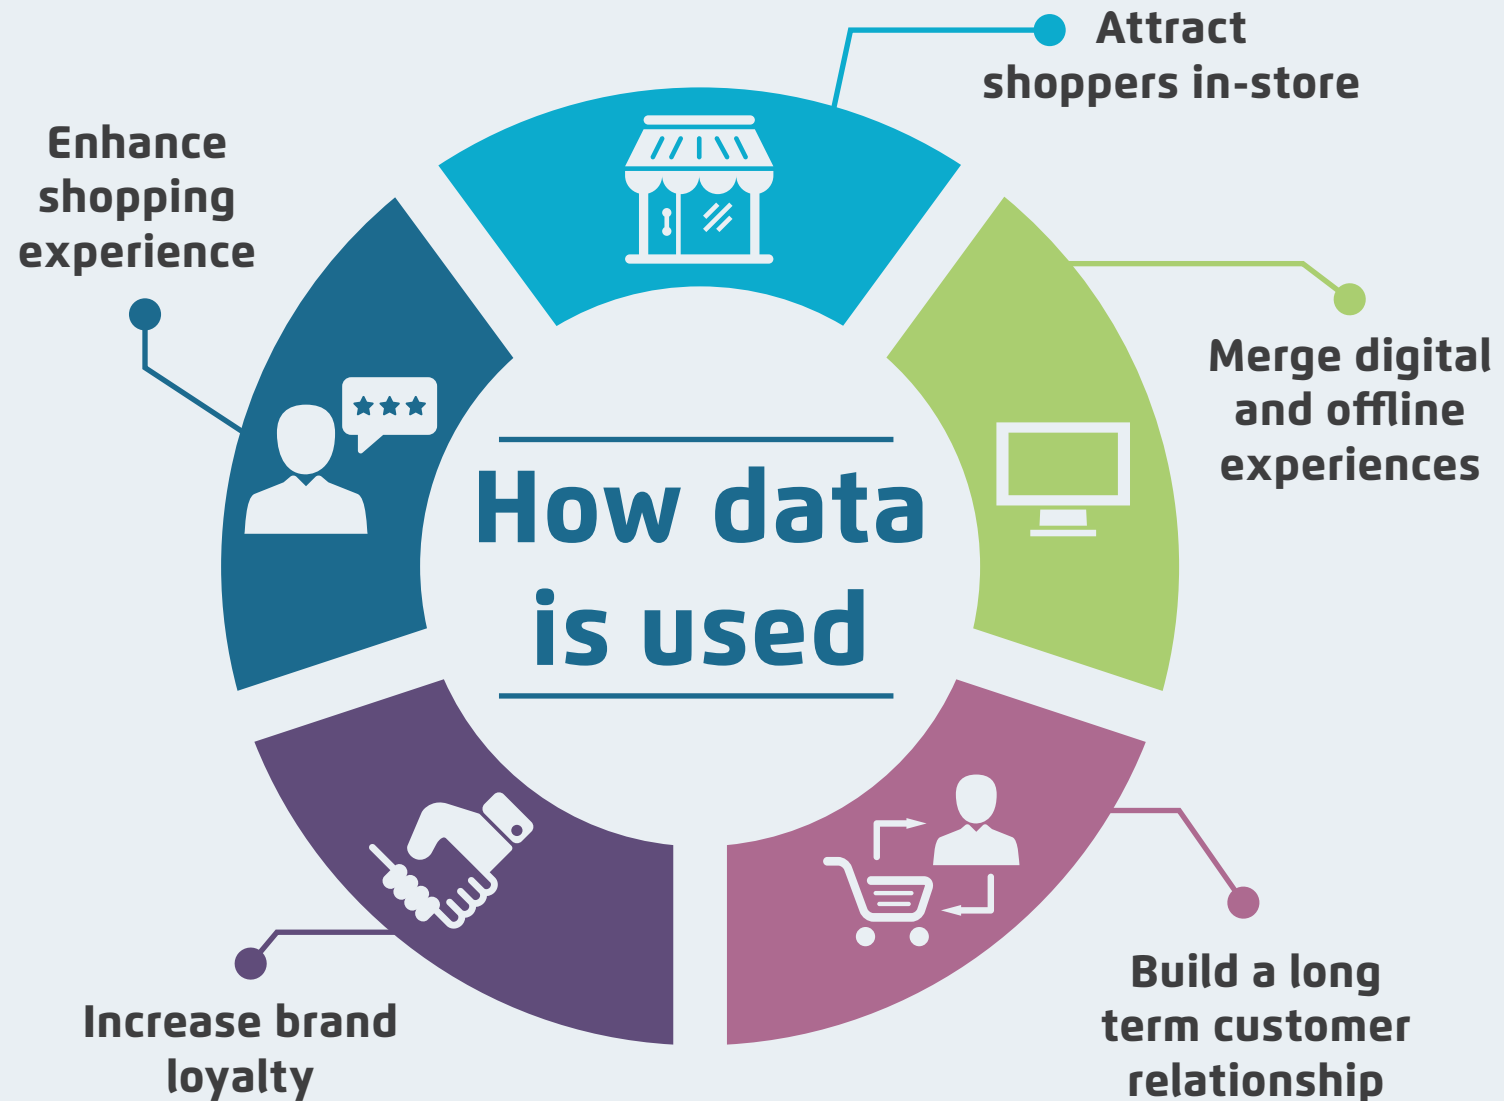 How data
is used
Attract
shoppers in-store
Merge digital
and offline
experiences
Build a long
term customer
relationship
Increase brand
loyalty
Enhance
shopping
experience